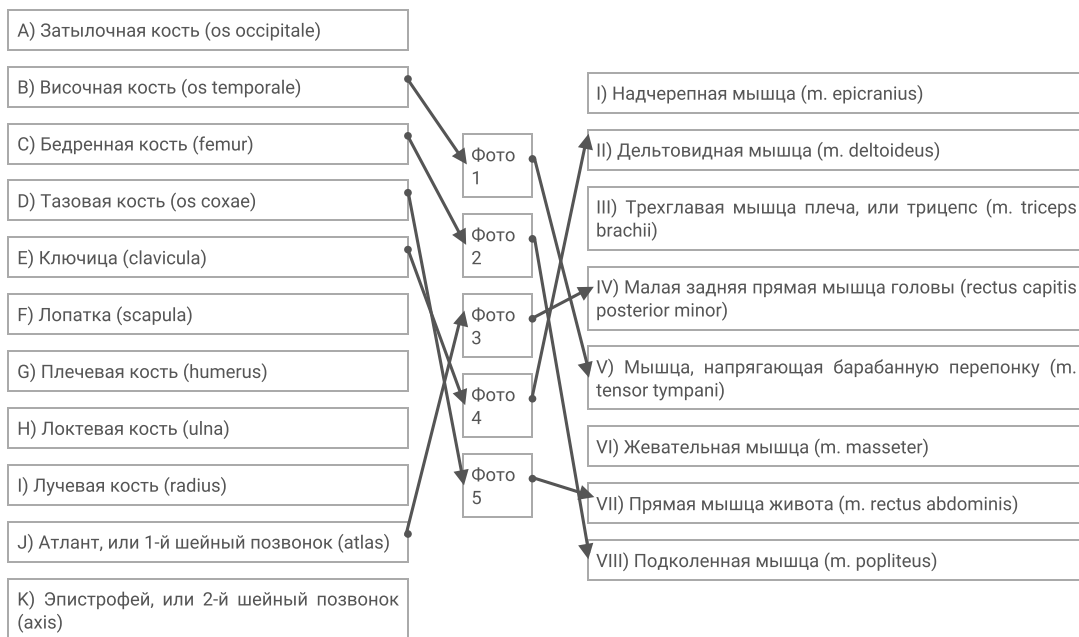 A) Затылочная кость (os occipitale)
B) Височная кость (os temporale)
C) Бедренная кость (femur)
D) Тазовая кость (os coxae)
E) Ключица (clavicula)
F) Лопатка (scapula)
G) Плечевая кость (humerus)
H) Локтевая кость (ulna)
I) Лучевая кость (radius)
J) Атлант, или 1-й шейный позвонок (atlas)
K) Эпистрофей, или 2-й шейный позвонок
(axis)
Фото
1
Фото
2
Фото
3
Фото
4
Фото
5
I) Надчерепная мышца (m. epicranius)
II) Дельтовидная мышца (m. deltoideus)
III) Трехглавая мышца плеча, или трицепс (m. triceps
brachii)
IV) Малая задняя прямая мышца головы (rectus capitis
posterior minor)
V) Мышца, напрягающая барабанную перепонку (m.
tensor tympani)
VI) Жевательная мышца (m. masseter)
VII) Прямая мышца живота (m. rectus abdominis)
VIII) Подколенная мышца (m. popliteus)